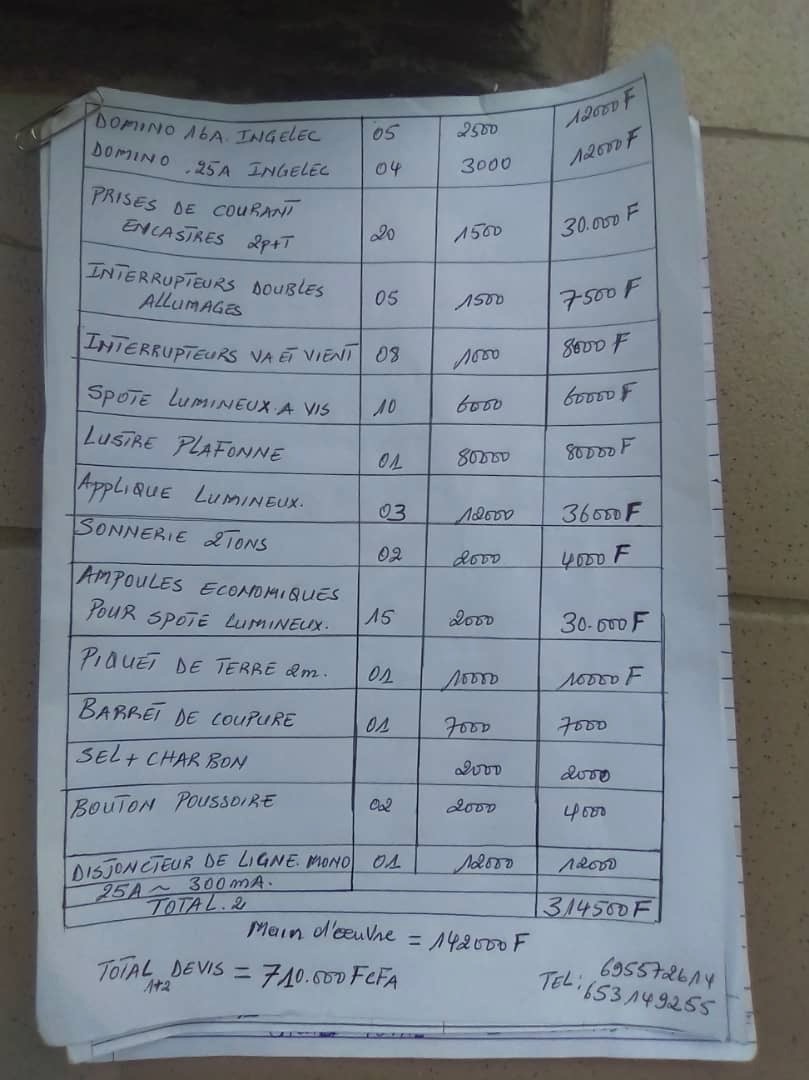 DOMINO 16A. INGELEC 05 2500 12000 F
DOMINO .25A INGELEC 04 3000 12000 F
PRISES DE COURANT
ENCASTRES 2P+T 20 1500 30.000 F
INTERRUPTEURS DOUBLES
ALLUMAGES 05 1500 7500 F
INTERRUPTEURS VA ET VIENT 08 1000 8000 F
SPOTE LUMINEUX. A VIS 10 6000 60000 F
LUSTRE PLAFONNE 01 80000 80000 F
APPLIQUE LUMINEUX. 03 12000 36000 F
SONNERIE 2TONS 02 2000 4000 F
AMPOULES ECONOMIQUES
POUR SPOTE LUMINEUX. 15 2000 30.000 F
PIQUET DE TERRE 2m. 01 10000 10000 F
BARRET DE COUPURE 01 7000 7000
SEL + CHARBON 2000 2000
BOUTON POUSSOIRE 02 2000 4000
DISJONCTEUR DE LIGNE. MONO 01 12000 12000
25A ~ 300mA.
TOTAL. 2 314500 F
Main d'oeuvre = 142000 F
TOTAL DEVIS = 710.000 FCFA
1+2
TEL: 695572614
653149255